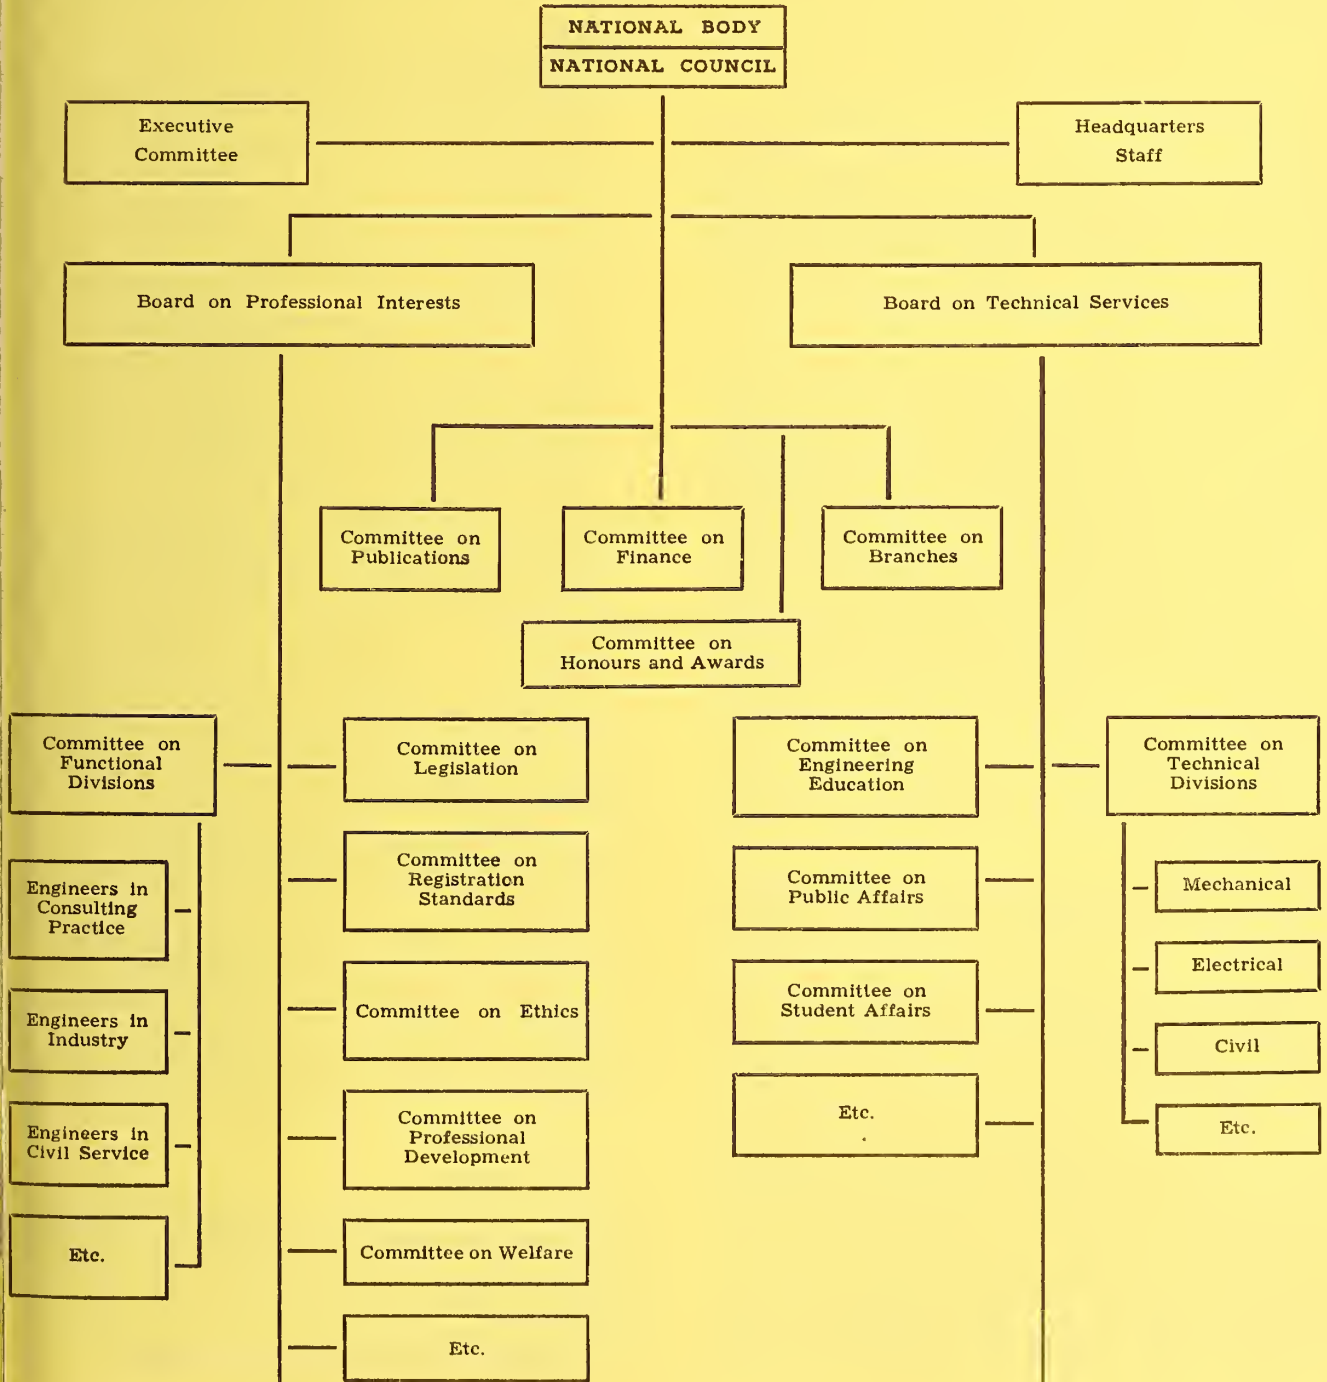 NATIONAL BODY
NATIONAL COUNCIL
Executive
Committee
Headquarters
Staff
Board on Professional Interests
Board on Technical Services
Committee on
Publications
Committee on
Finance
Committee on
Branches
Committee on
Honours and Awards
Committee on
Functional
Divisions
Engineers in
Consulting
Practice
Engineers in
Industry
Engineers in
Civil Service
Etc.
Committee on
Legislation
Committee on
Registration
Standards
Committee on Ethics
Committee on
Professional
Development
Committee on Welfare
Etc.
Committee on
Engineering
Education
Committee on
Public Affairs
Committee on
Student Affairs
Etc.
Committee on
Technical
Divisions
Mechanical
Electrical
Civil
Etc.